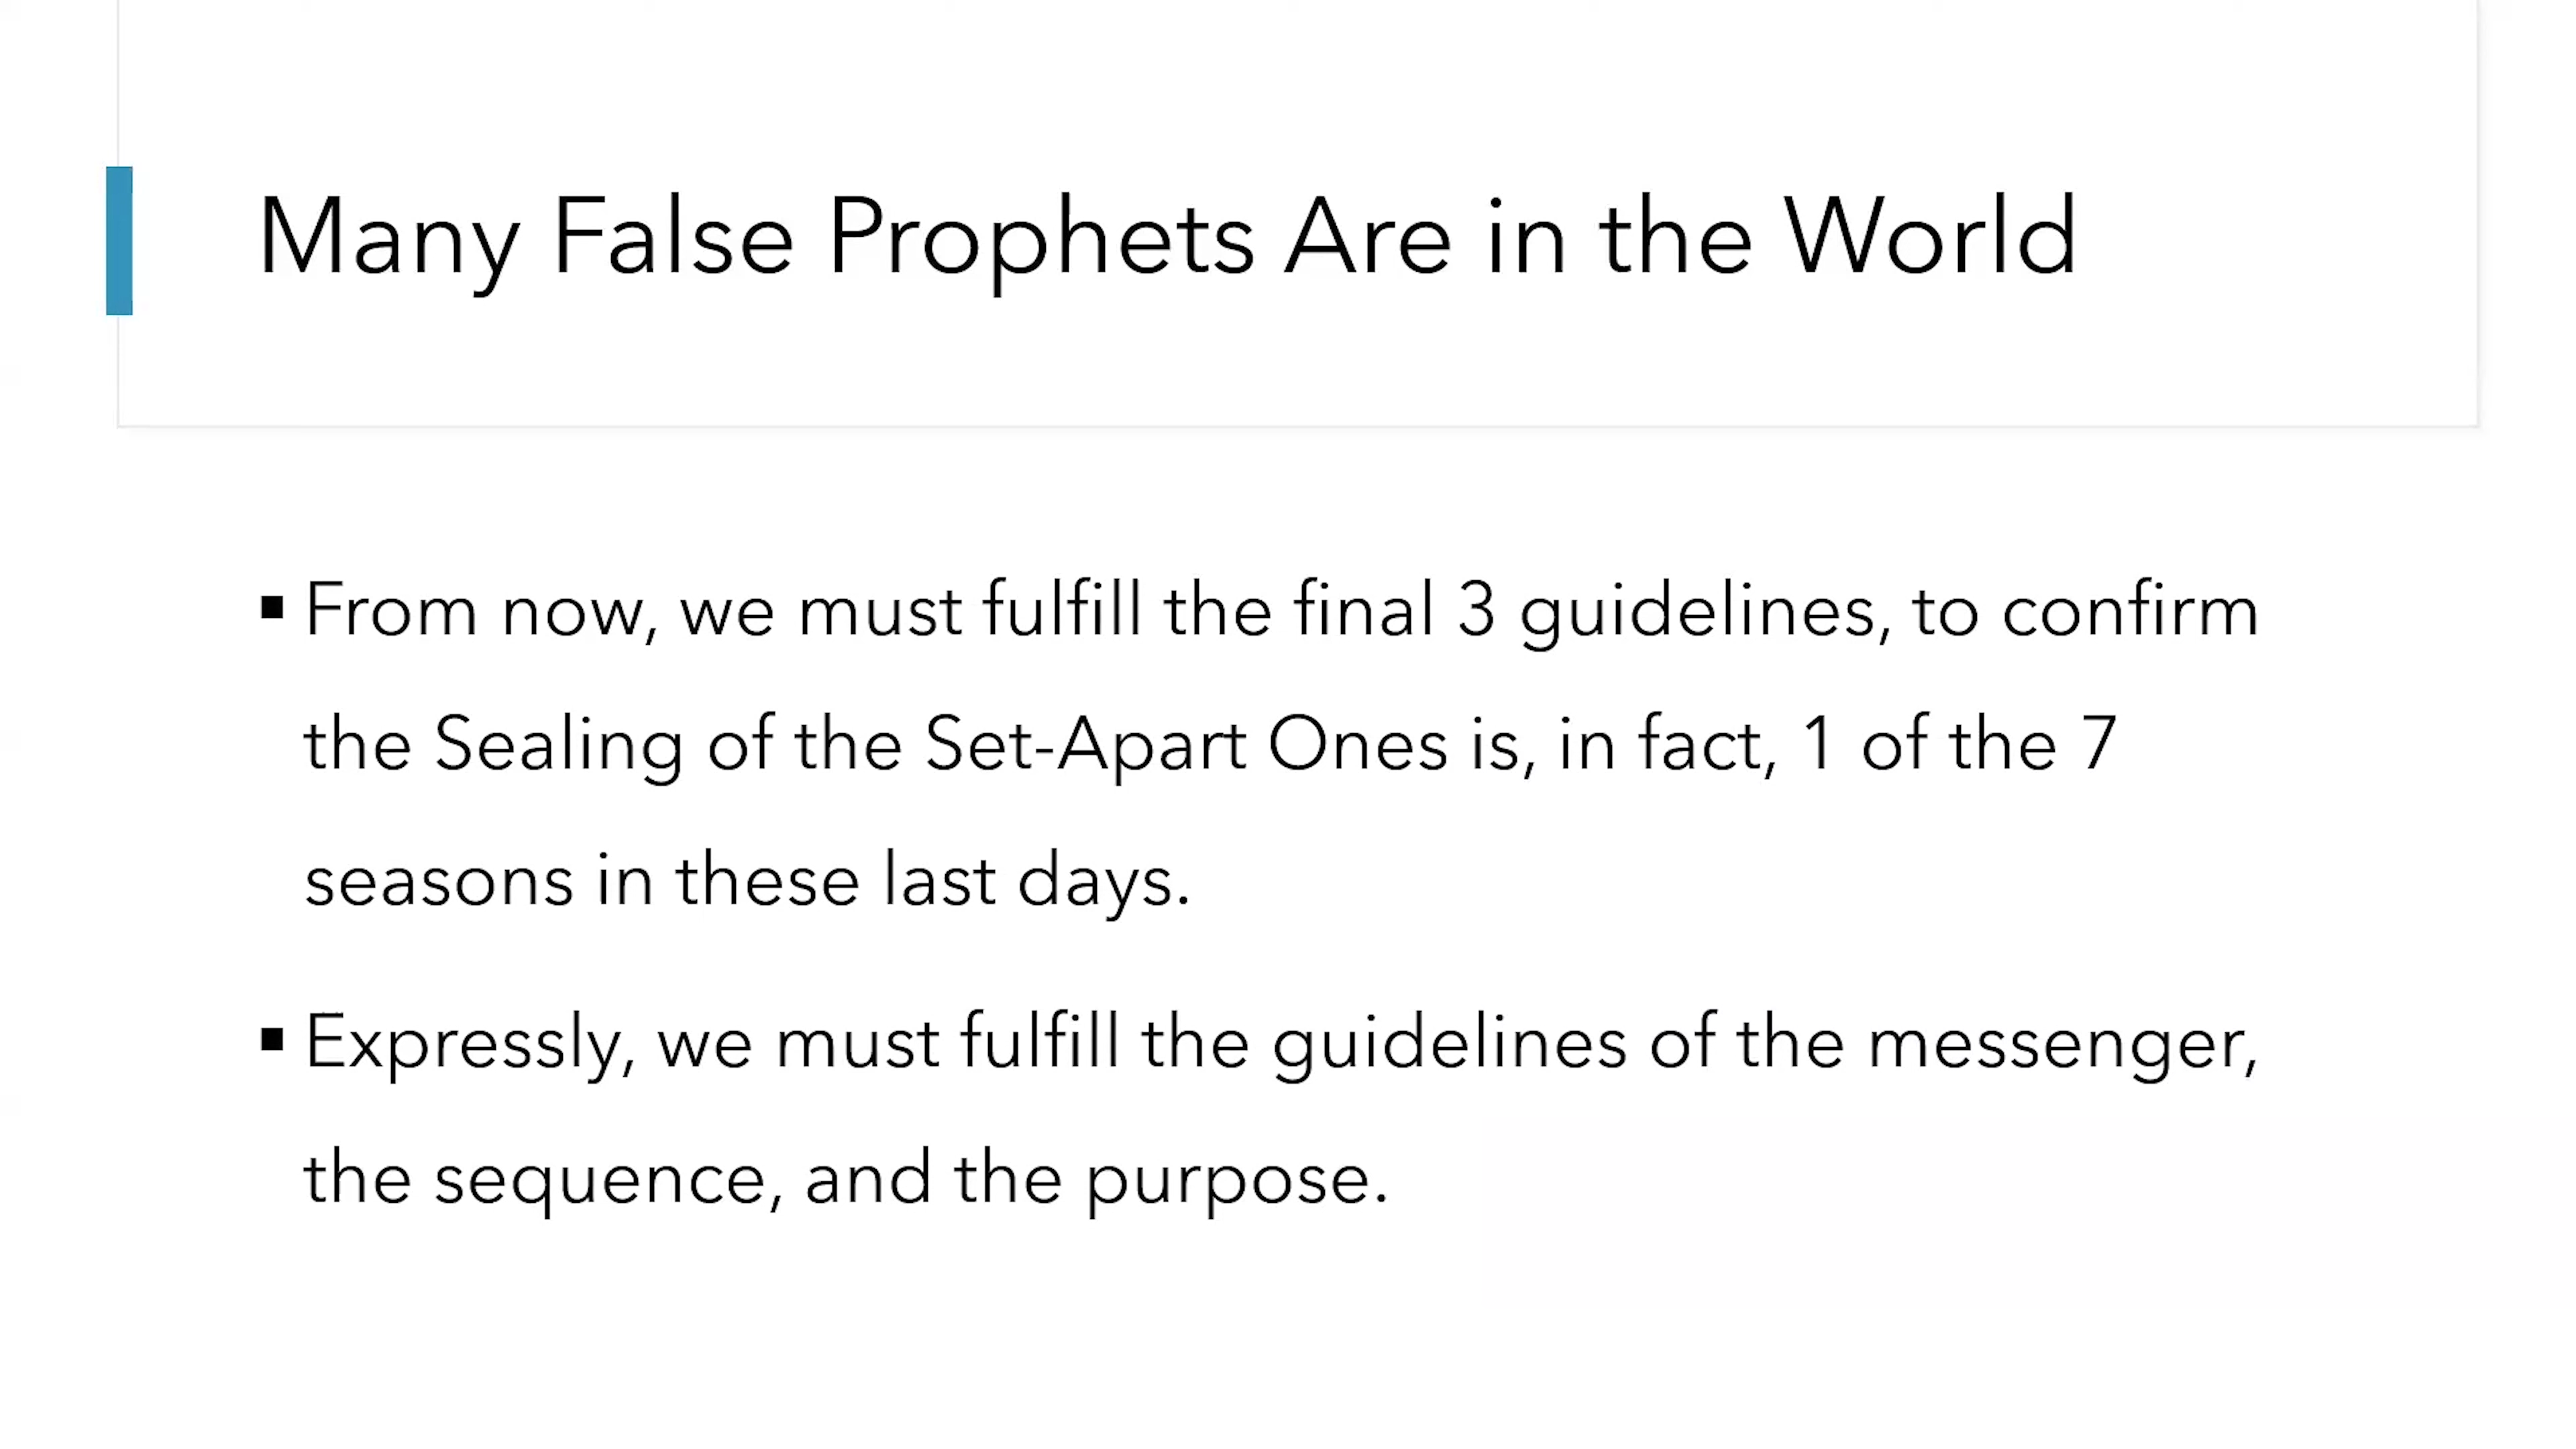 Many False Prophets Are in the World
▪ From now, we must fulfill the final 3 guidelines, to confirm
the Sealing of the Set-Apart Ones is, in fact, 1 of the 7
seasons in these last days.
▪ Expressly, we must fulfill the guidelines of the messenger,
the sequence, and the purpose.